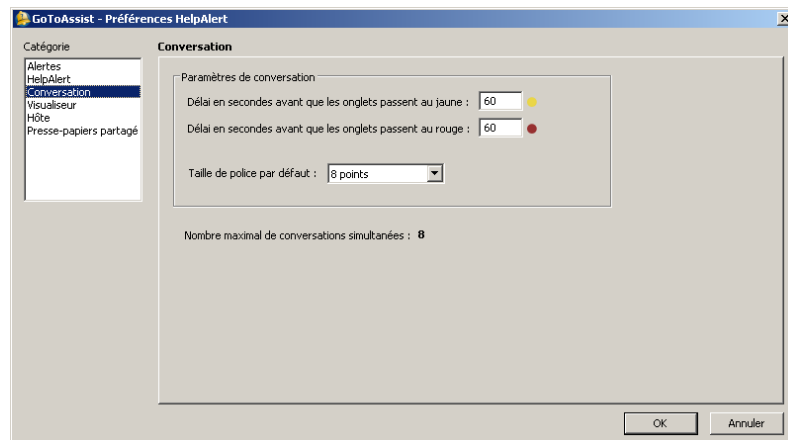 GoToAssist - Préférences HelpAlert
Catégorie
Alertes
HelpAlert
Conversation
Visualiseur
Hôte
Presse-papiers partagé
Conversation
Paramètres de conversation
Délai en secondes avant que les onglets passent au jaune : 60
Délai en secondes avant que les onglets passent au rouge : 60
Taille de police par défaut : 8 points
Nombre maximal de conversations simultanées : 8
OK Annuler